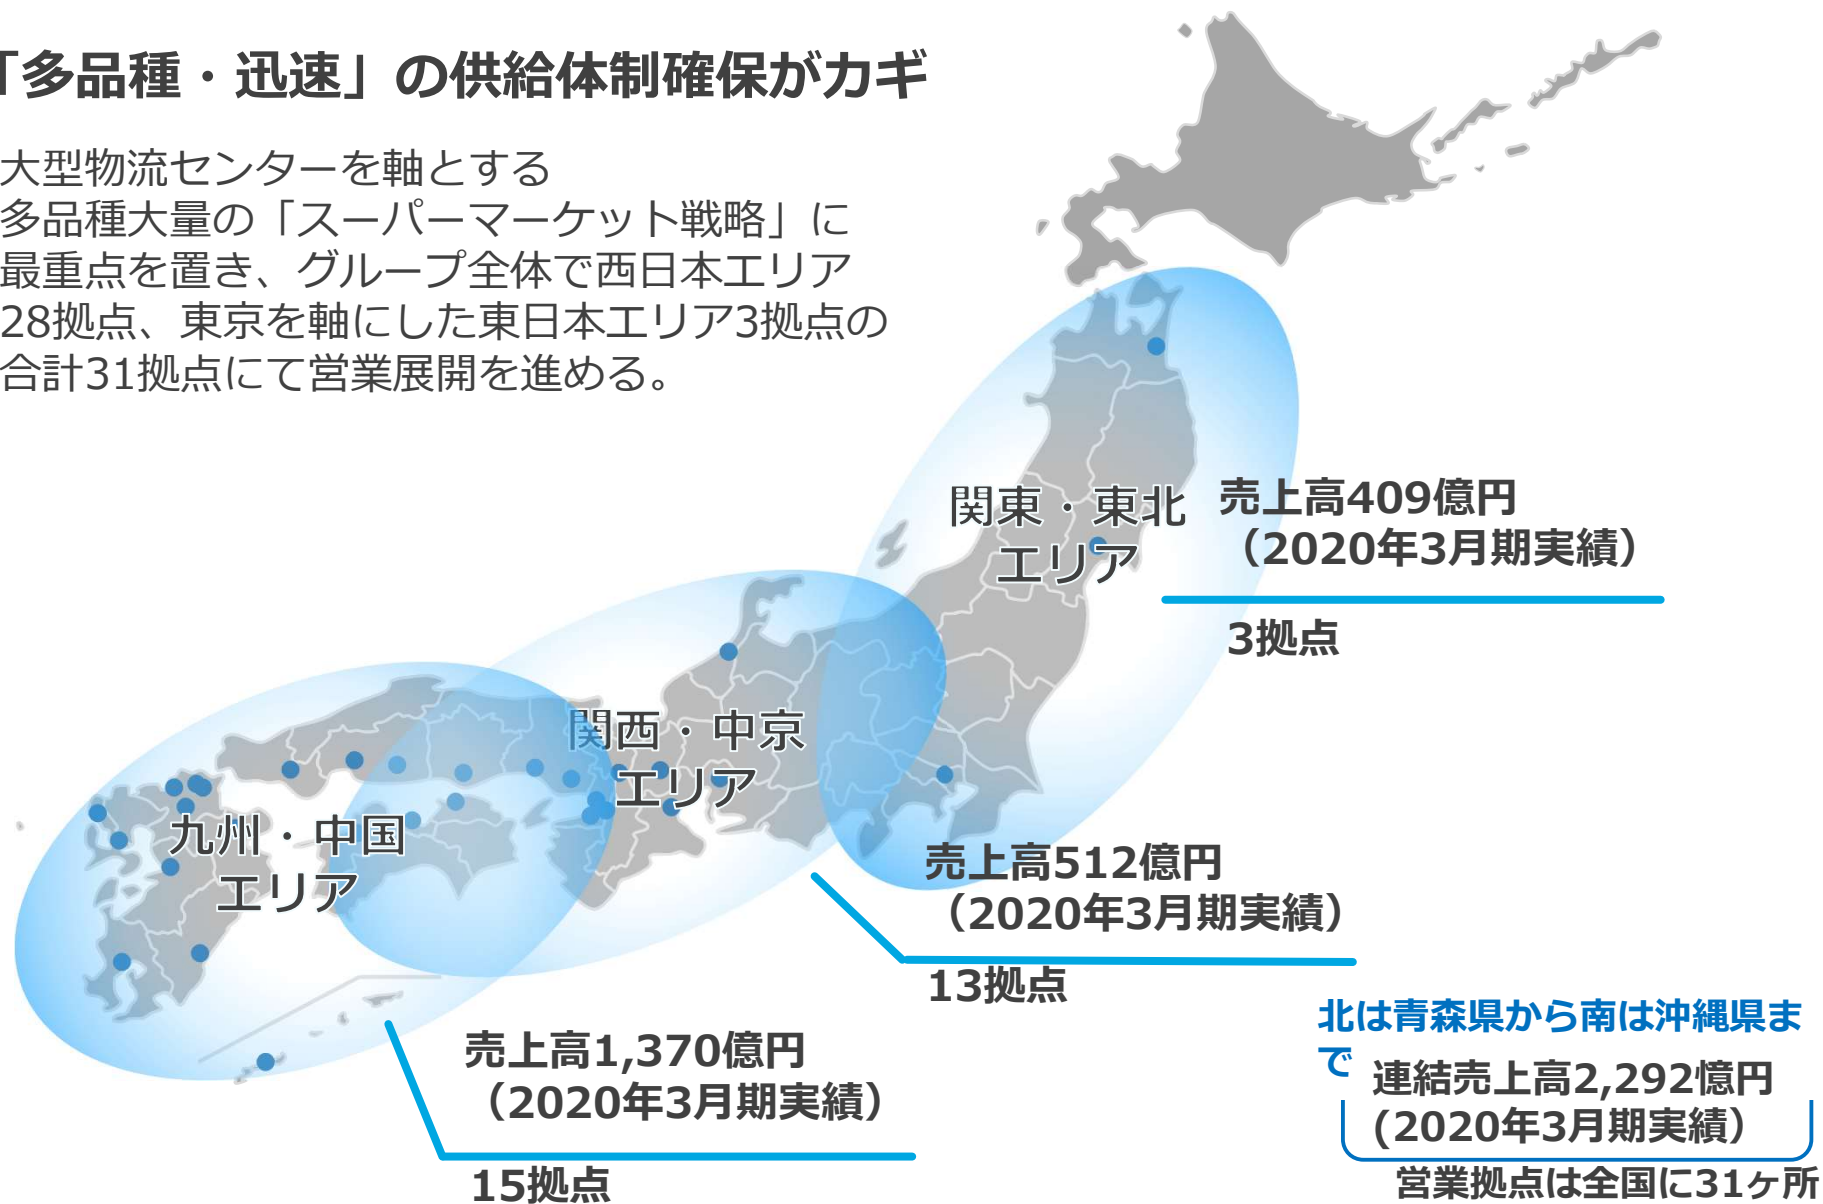 「多品種・迅速」の供給体制確保がカギ
大型物流センターを軸とする
多品種大量の「スーパーマーケット戦略」に
最重点を置き、グループ全体で西日本エリア
28拠点、東京を軸にした東日本エリア3拠点の
合計31拠点にて営業展開を進める。
関東・東北
エリア
売上高409億円
（2020年3月期実績）
3拠点
関西・中京
エリア
売上高512億円
（2020年3月期実績）
13拠点
九州・中国
エリア
売上高1,370億円
（2020年3月期実績）
15拠点
北は青森県から南は沖縄県ま
で
連結売上高2,292憶円
(2020年3月期実績）
営業拠点は全国に31ヶ所